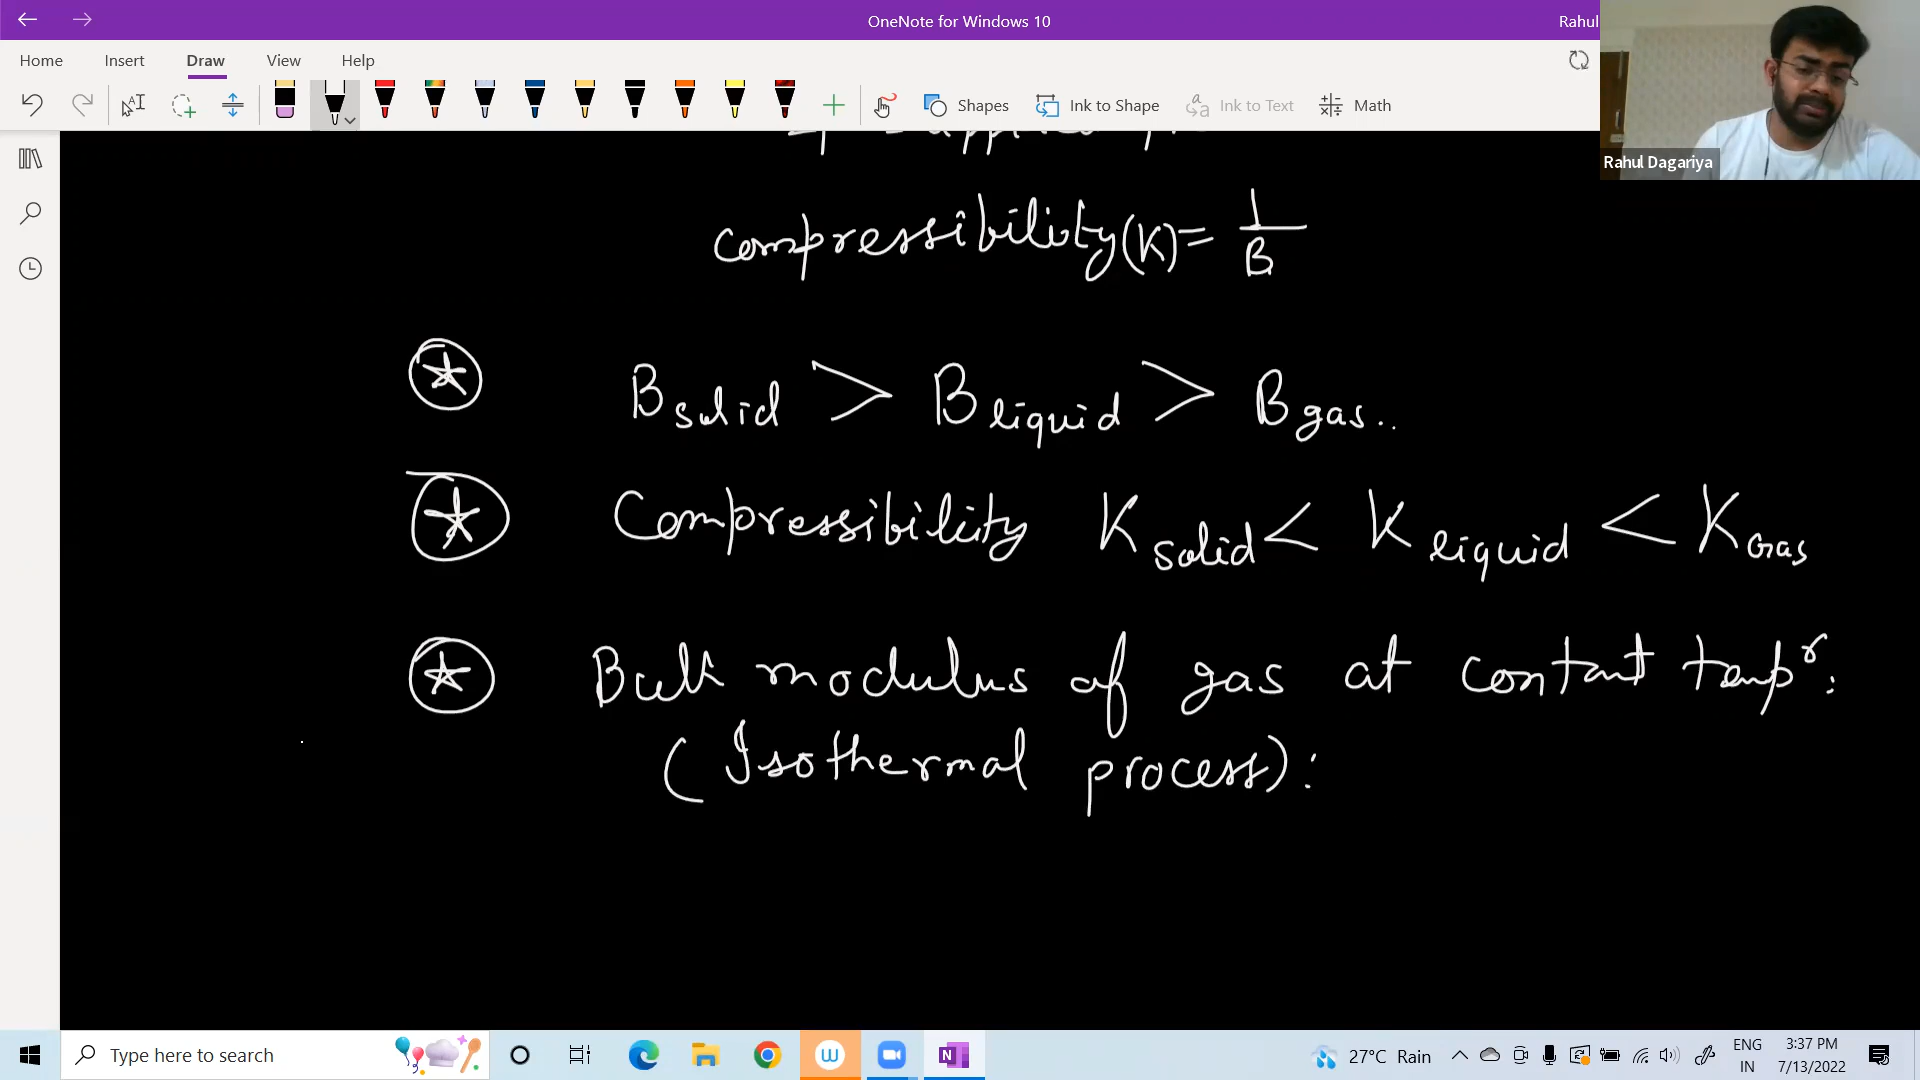 OneNote for Windows 10
Rahul
Home Insert Draw View Help
Shapes Ink to Shape Ink to Text Math
Rahul Dagariya
compressibility(K) = 1/B
B solid > B liquid > B gas..
Compressibility K solid < K liquid < K Gas
Bulk modulus of gas at contant tempr:
(Isothermal process):
Type here to search
27°C Rain
ENG
IN
3:37 PM
7/13/2022